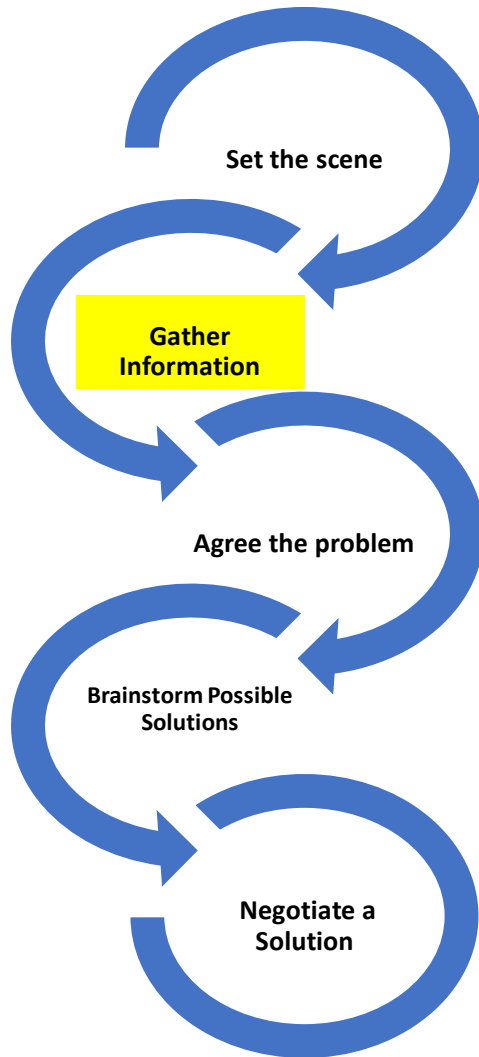 Set the scene
Gather
Information
Agree the problem
Brainstorm Possible
Solutions
Negotiate a
Solution